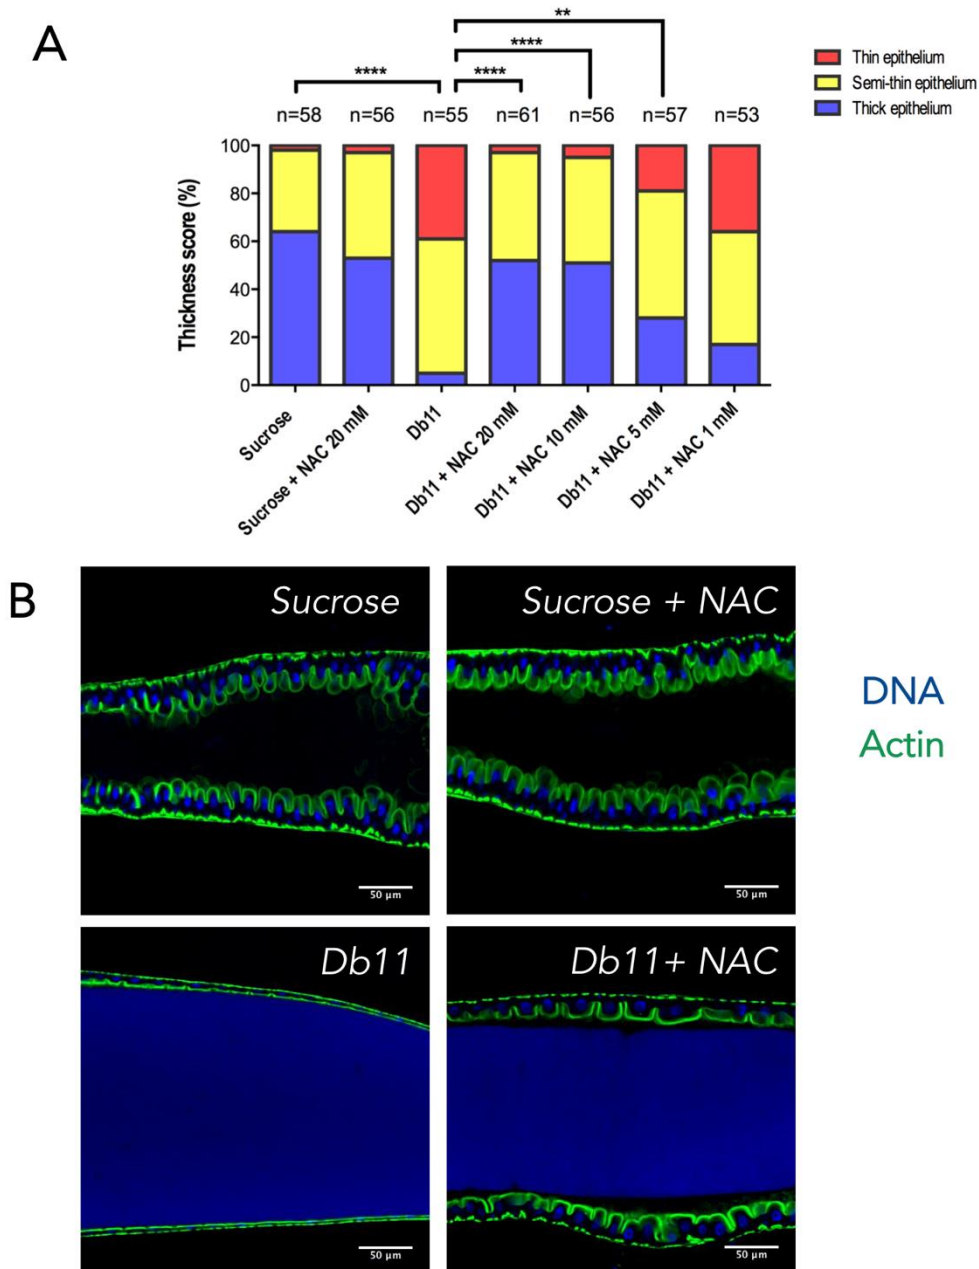 A
**
****
****
****
Thin epithelium
Semi-thin epithelium
Thick epithelium
n=58 n=56 n=55 n=61 n=56 n=57 n=53
Thickness score (%)
100
80
60
40
20
0
Sucrose
Sucrose + NAC 20 mM
Db11
Db11 + NAC 20 mM
Db11 + NAC 10 mM
Db11 + NAC 5 mM
Db11 + NAC 1 mM
B
Sucrose
Sucrose + NAC
50 µm
50 µm
DNA
Actin
Db11
Db11+ NAC
50 µm
50 µm